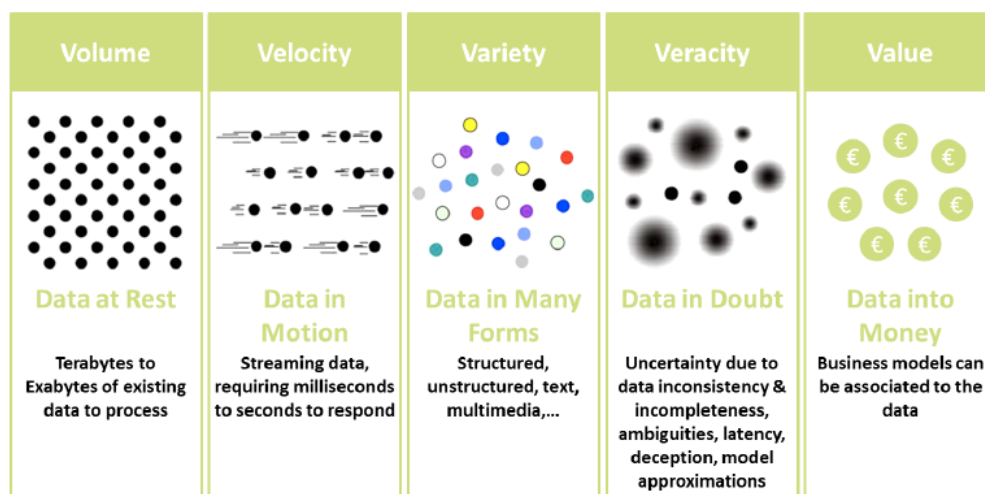 Volume
Data at Rest
Terabytes to
Exabytes of existing
data to process
Velocity
Data in
Motion
Streaming data,
requiring milliseconds
to seconds to respond
Variety
Data in Many
Forms
Structured,
unstructured, text,
multimedia,...
Veracity
Data in Doubt
Uncertainty due to
data inconsistency &
incompleteness,
ambiguities, latency,
deception, model
approximations
Value
€ € €
€ € €
€ €
Data into
Money
Business models can
be associated to the
data